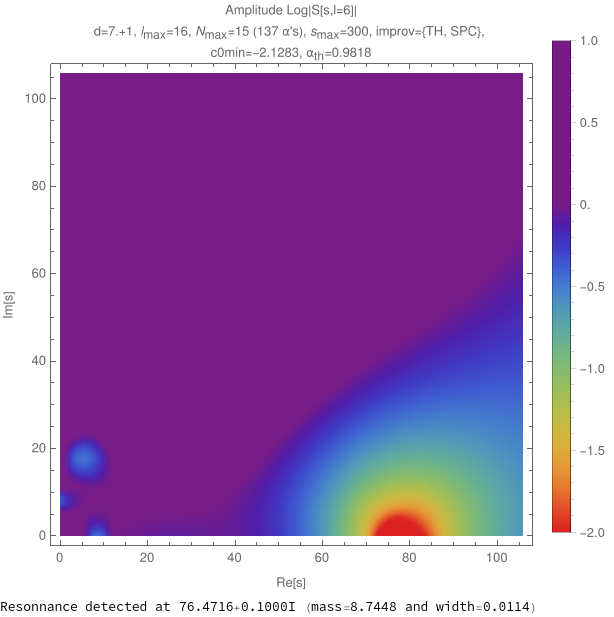 Amplitude Log|S[s,l=6]|
d=7.+1, lmax=16, Nmax=15 (137 α's), smax=300, improv={TH, SPC},
c0min=−2.1283, αth=0.9818
1.0
0.5
0.
−0.5
−1.0
−1.5
−2.0
100
80
60
40
20
0
Im[s]
0 20 40 60 80 100
Re[s]
Resonnance detected at 76.4716+0.1000I (mass=8.7448 and width=0.0114)